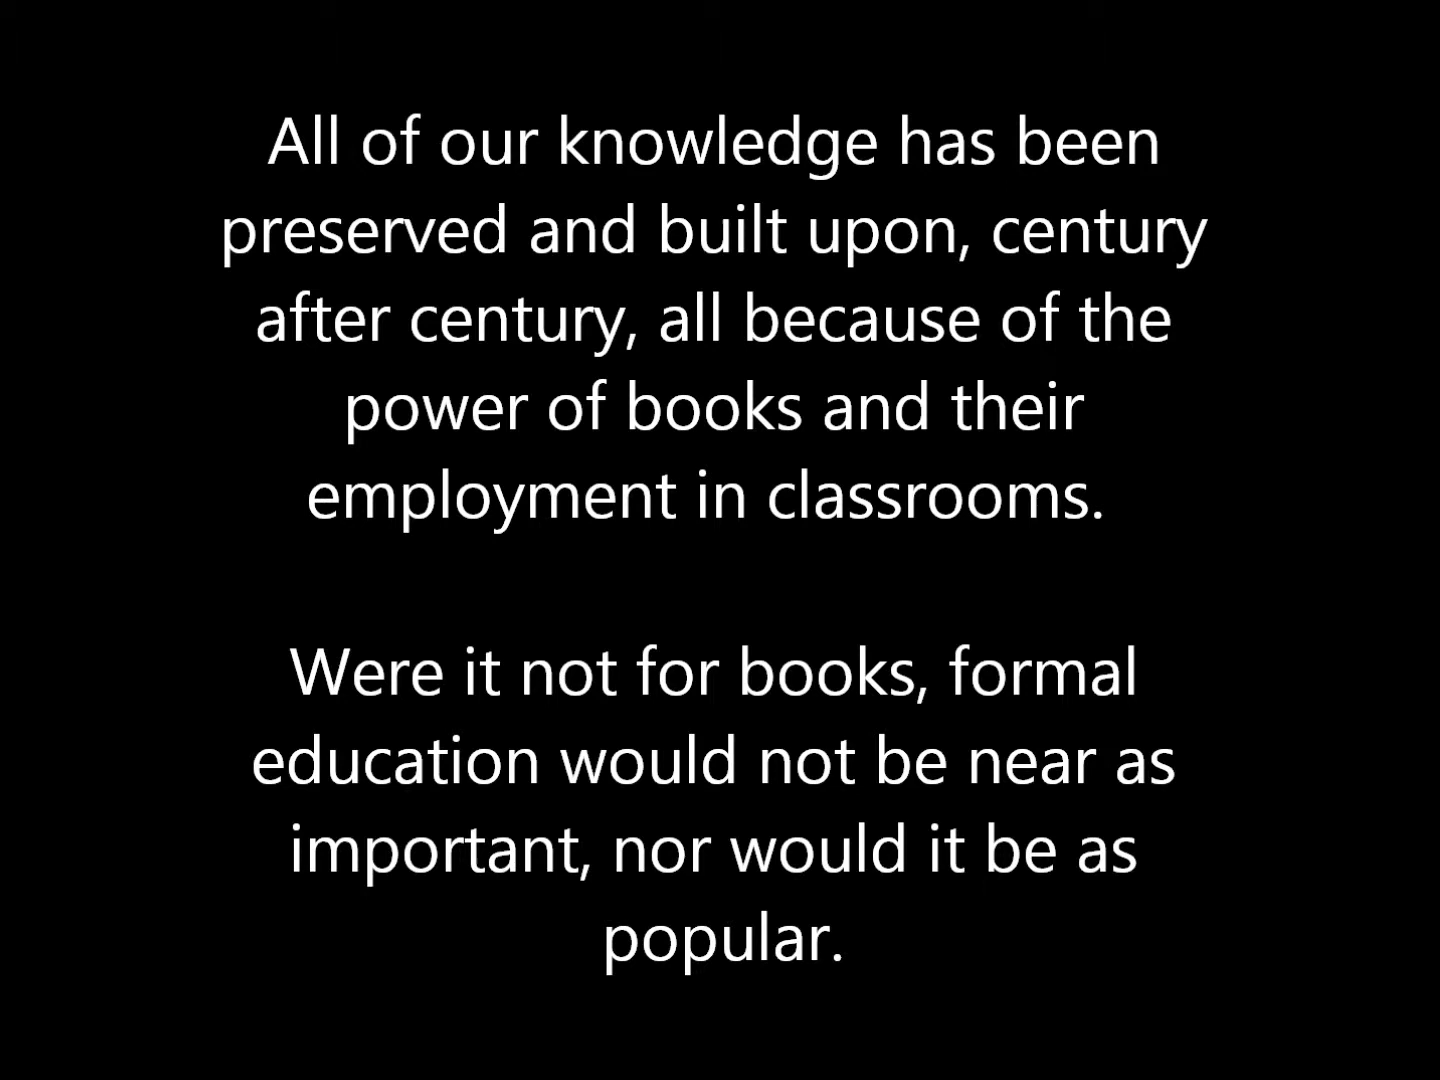 All of our knowledge has been
preserved and built upon, century
after century, all because of the
power of books and their
employment in classrooms.
Were it not for books, formal
education would not be near as
important, nor would it be as
popular.